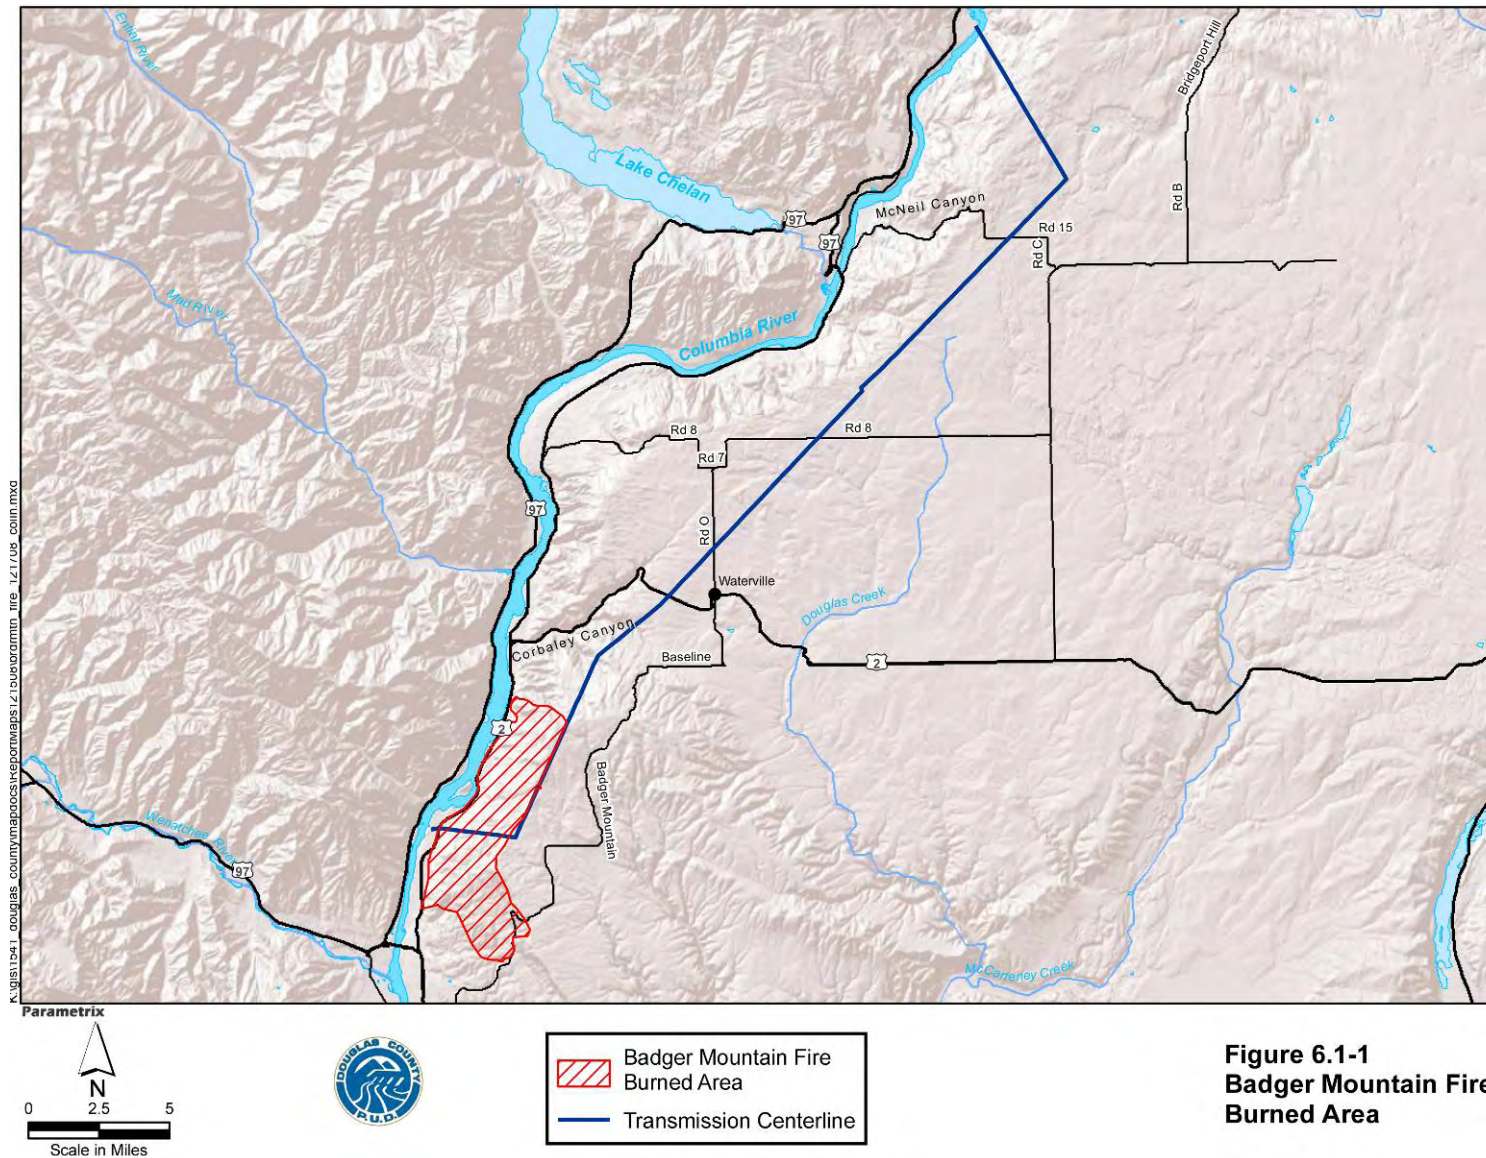 Entiat River
Bridgeport Hill
Lake Chelan
97
McNeil Canyon
Rd B
97
Rd 15
Rd C
Mad River
Columbia River
Rd 8
Rd 8
Rd 7
97
Rd O
Waterville
Douglas Creek
Corbaley Canyon
Baseline
2
2
Badger Mountain
Wenatchee River
97
McCarteney Creek
Parametrix
N
0 2.5 5
Scale in Miles
DOUGLAS COUNTY
P.U.D.
Badger Mountain Fire
Burned Area
Transmission Centerline
Figure 6.1-1
Badger Mountain Fire
Burned Area